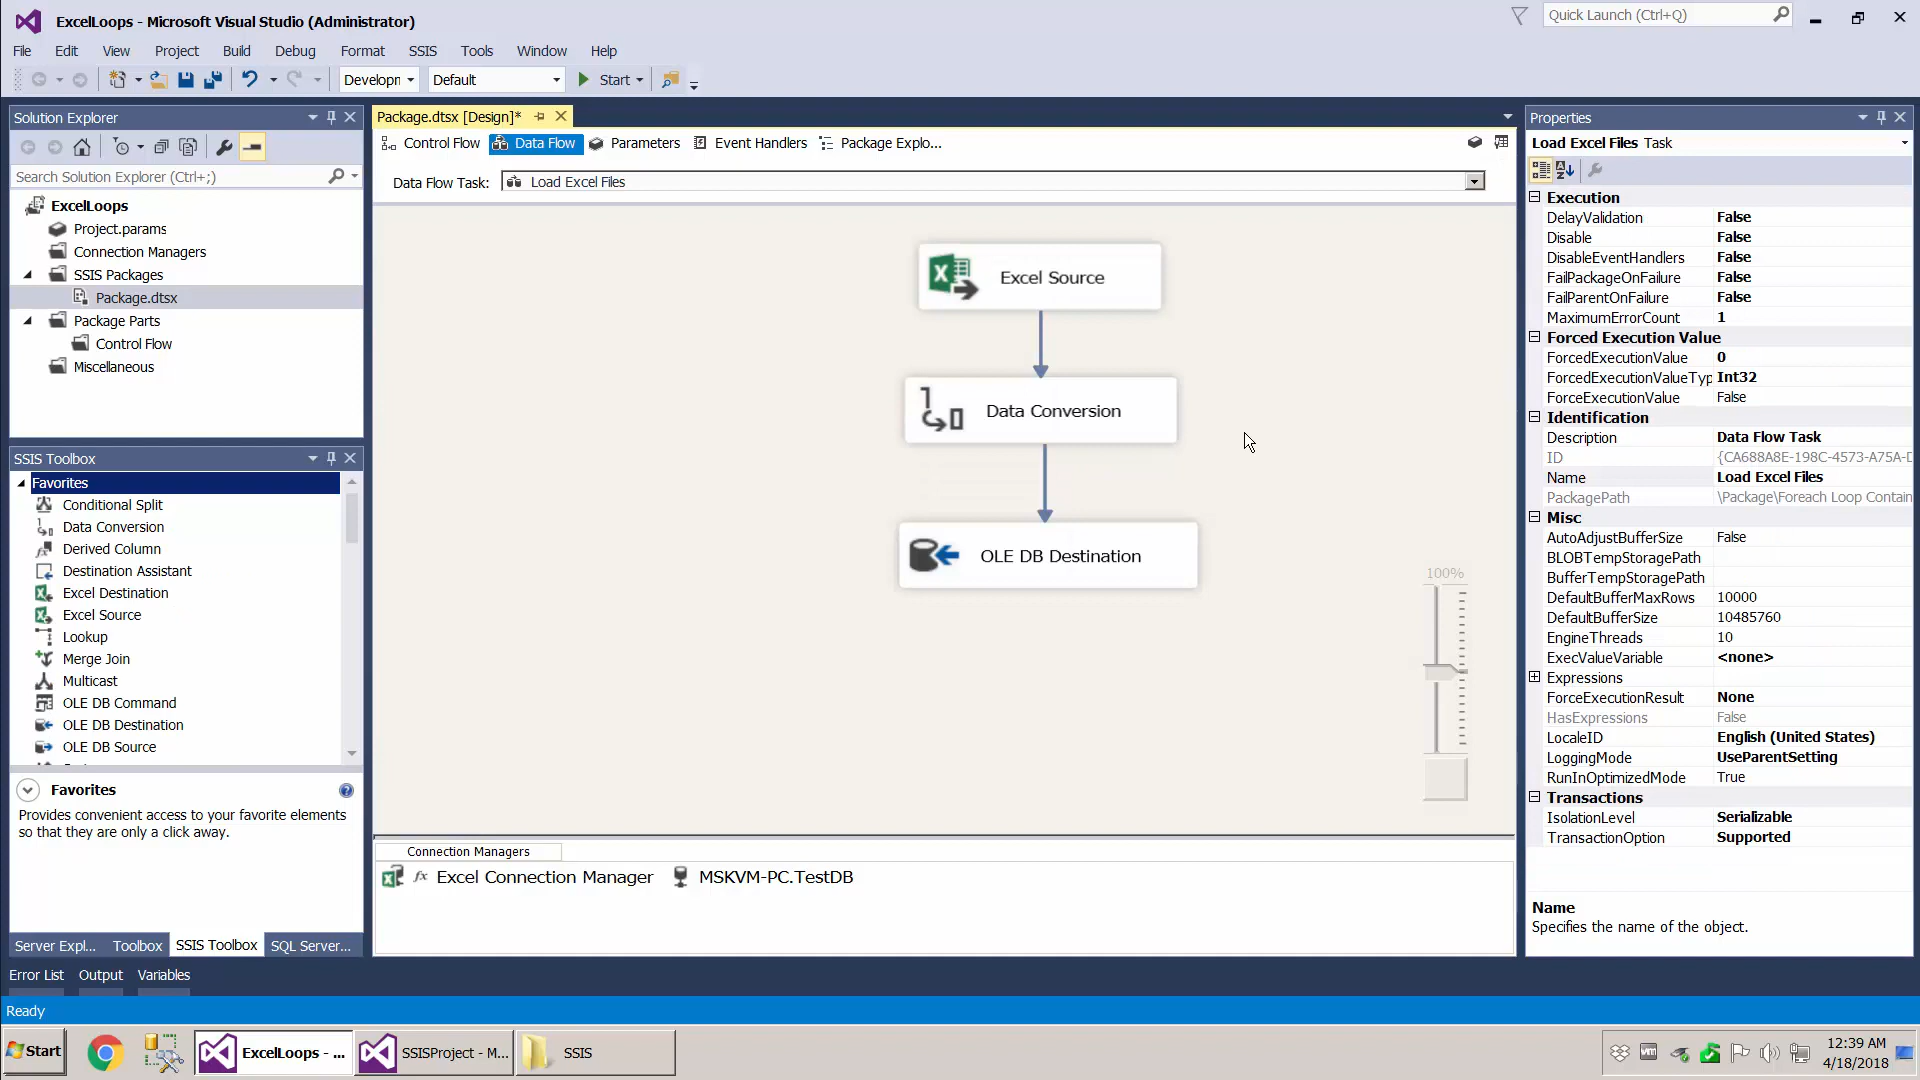 ExcelLoops - Microsoft Visual Studio (Administrator)
Quick Launch (Ctrl+Q)
File Edit View Project Build Debug Format SSIS Tools Window Help
Developn Default Start
Solution Explorer
Search Solution Explorer (Ctrl+;)
ExcelLoops
Project.params
Connection Managers
SSIS Packages
Package.dtsx
Package Parts
Control Flow
Miscellaneous
SSIS Toolbox
Favorites
Conditional Split
Data Conversion
Derived Column
Destination Assistant
Excel Destination
Excel Source
Lookup
Merge Join
Multicast
OLE DB Command
OLE DB Destination
OLE DB Source
Favorites
Provides convenient access to your favorite elements
so that they are only a click away.
Server Expl... Toolbox SSIS Toolbox SQL Server...
Package.dtsx [Design]*
Control Flow Data Flow Parameters Event Handlers Package Explo...
Data Flow Task: Load Excel Files
Excel Source
Data Conversion
OLE DB Destination
100%
Connection Managers
fx Excel Connection Manager MSKVM-PC.TestDB
Properties
Load Excel Files Task
Execution
DelayValidation False
Disable False
DisableEventHandlers False
FailPackageOnFailure False
FailParentOnFailure False
MaximumErrorCount 1
Forced Execution Value
ForcedExecutionValue 0
ForcedExecutionValueTyp Int32
ForceExecutionValue False
Identification
Description Data Flow Task
ID {CA688A8E-198C-4573-A75A-D
Name Load Excel Files
PackagePath \Package\Foreach Loop Contain
Misc
AutoAdjustBufferSize False
BLOBTempStoragePath
BufferTempStoragePath
DefaultBufferMaxRows 10000
DefaultBufferSize 10485760
EngineThreads 10
ExecValueVariable <none>
Expressions
ForceExecutionResult None
HasExpressions False
LocaleID English (United States)
LoggingMode UseParentSetting
RunInOptimizedMode True
Transactions
IsolationLevel Serializable
TransactionOption Supported
Name
Specifies the name of the object.
Error List Output Variables
Ready
Start ExcelLoops - ... SSISProject - M... SSIS
12:39 AM
4/18/2018